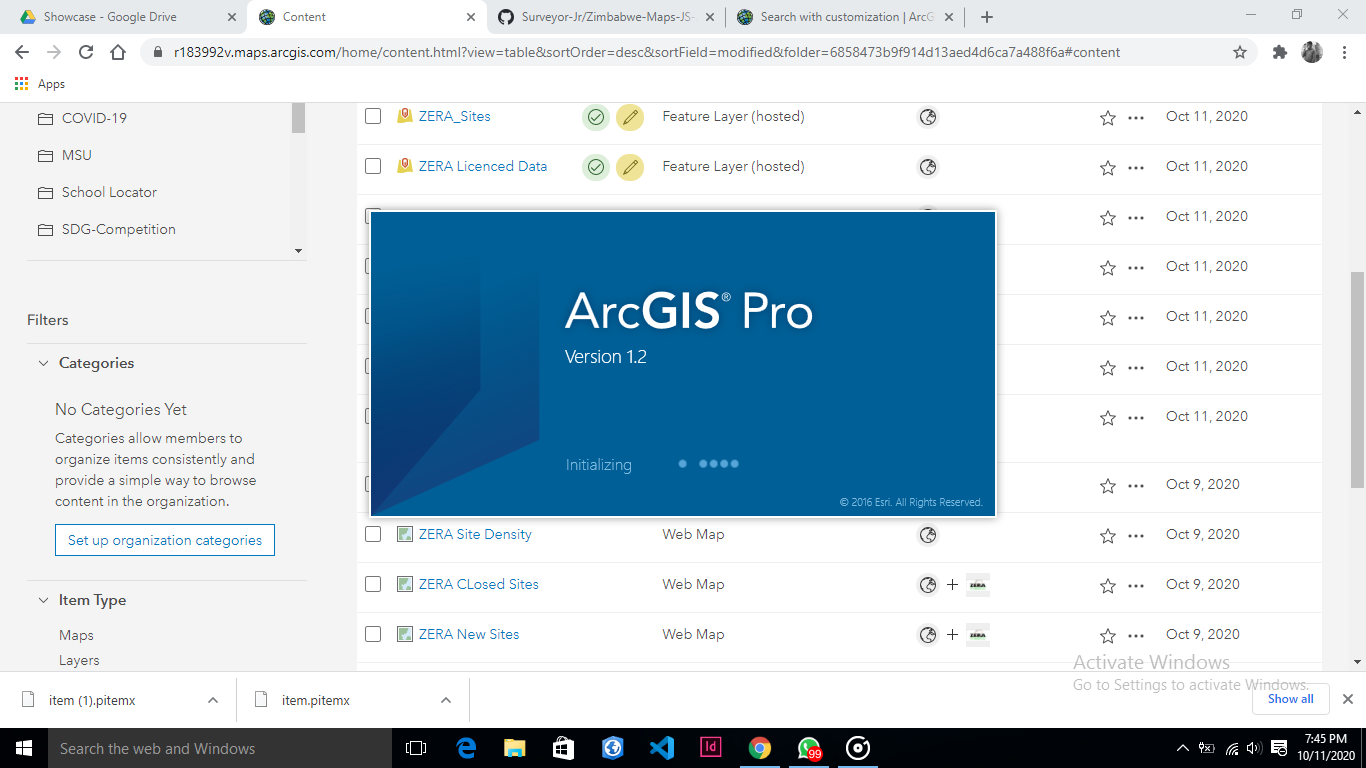 Showcase - Google Drive
Content
Surveyor-Jr/Zimbabwe-Maps-JS-
Search with customization | ArcG
r183992v.maps.arcgis.com/home/content.html?view=table&sortOrder=desc&sortField=modified&folder=6858473b9f914d13aed4d6ca7a488f6a#content
Apps
COVID-19
MSU
School Locator
SDG-Competition
Filters
Categories
No Categories Yet
Categories allow members to
organize items consistently and
provide a simple way to browse
content in the organization.
Set up organization categories
Item Type
Maps
Layers
ZERA_Sites Feature Layer (hosted) Oct 11, 2020
ZERA Licenced Data Feature Layer (hosted) Oct 11, 2020
Oct 11, 2020
Oct 11, 2020
Oct 11, 2020
Oct 11, 2020
Oct 11, 2020
Oct 9, 2020
ZERA Site Density Web Map Oct 9, 2020
ZERA CLosed Sites Web Map + ZERA Oct 9, 2020
ZERA New Sites Web Map + ZERA Oct 9, 2020
ArcGIS® Pro
Version 1.2
Initializing
© 2016 Esri. All Rights Reserved.
Activate Windows
Go to Settings to activate Windows.
item (1).pitemx
item.pitemx
Show all
Search the web and Windows
Id
99
7:45 PM
10/11/2020